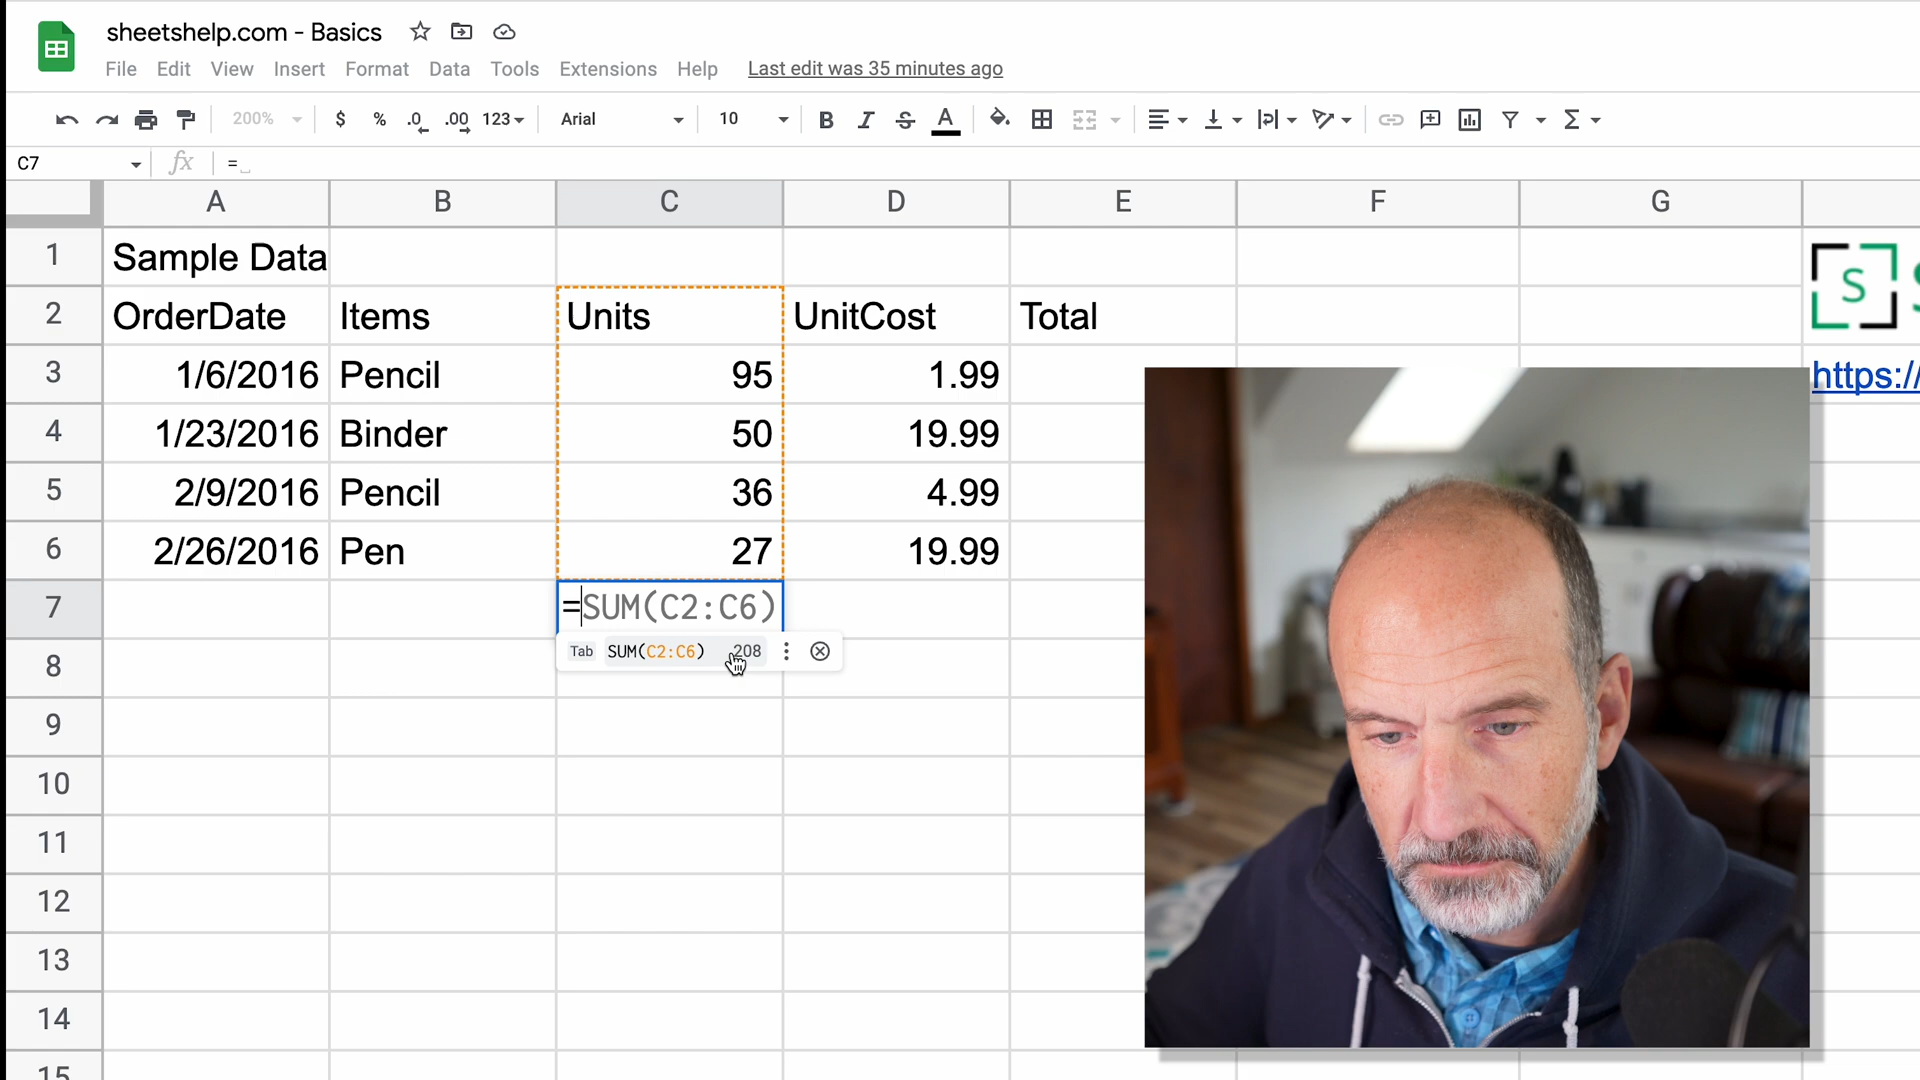 sheetshelp.com - Basics
File Edit View Insert Format Data Tools Extensions Help Last edit was 35 minutes ago
200% $ % .0 .00 123 Arial 10 B I S A Σ
C7 fx =
A B C D E F G
1 Sample Data S
2 OrderDate Items Units UnitCost Total
3 1/6/2016 Pencil 95 1.99 https://
4 1/23/2016 Binder 50 19.99
5 2/9/2016 Pencil 36 4.99
6 2/26/2016 Pen 27 19.99
7 =SUM(C2:C6)
Tab SUM(C2:C6) 208
8
9
10
11
12
13
14
15